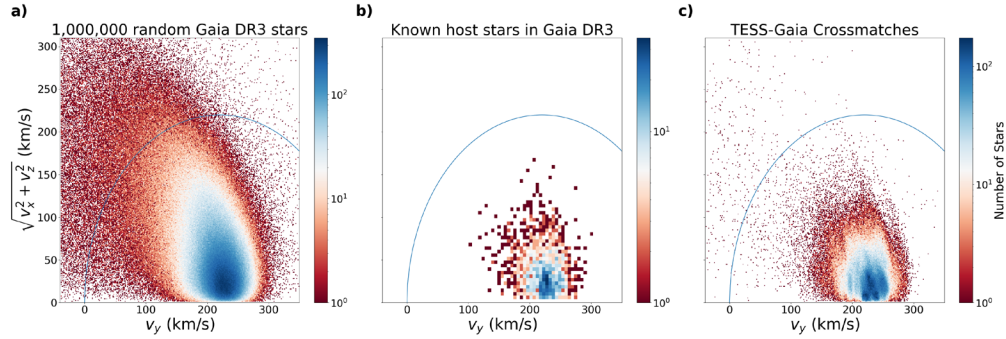 a)
1,000,000 random Gaia DR3 stars
300
250
200
150
100
50
0
√v_x^2 + v_z^2 (km/s)
0
100
200
300
v_y (km/s)
10^2
10^1
10^0
b)
Known host stars in Gaia DR3
0
100
200
300
v_y (km/s)
10^1
10^0
c)
TESS-Gaia Crossmatches
0
100
200
300
v_y (km/s)
10^2
10^1
10^0
Number of Stars